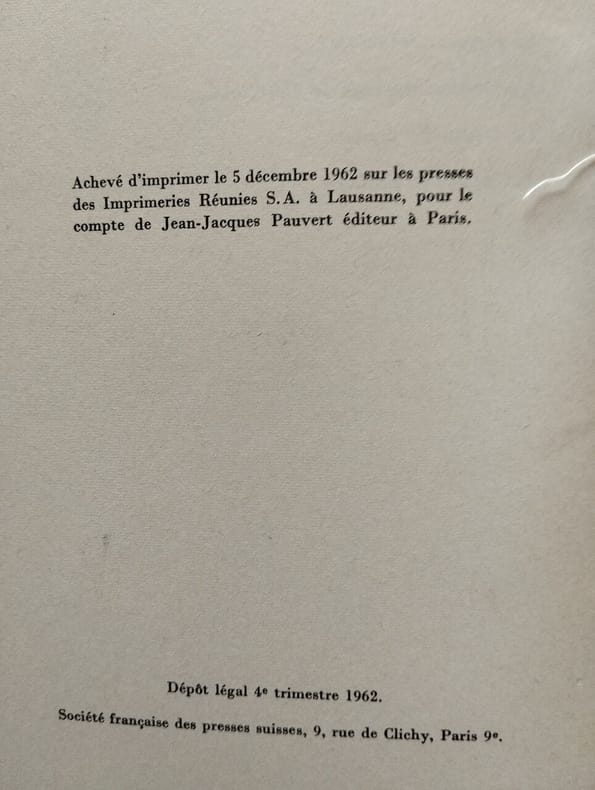 Achevé d'imprimer le 5 décembre 1962 sur les presses
des Imprimeries Réunies S.A. à Lausanne, pour le
compte de Jean-Jacques Pauvert éditeur à Paris.
Dépôt légal 4e trimestre 1962.
Société française des presses suisses, 9, rue de Clichy, Paris 9e.